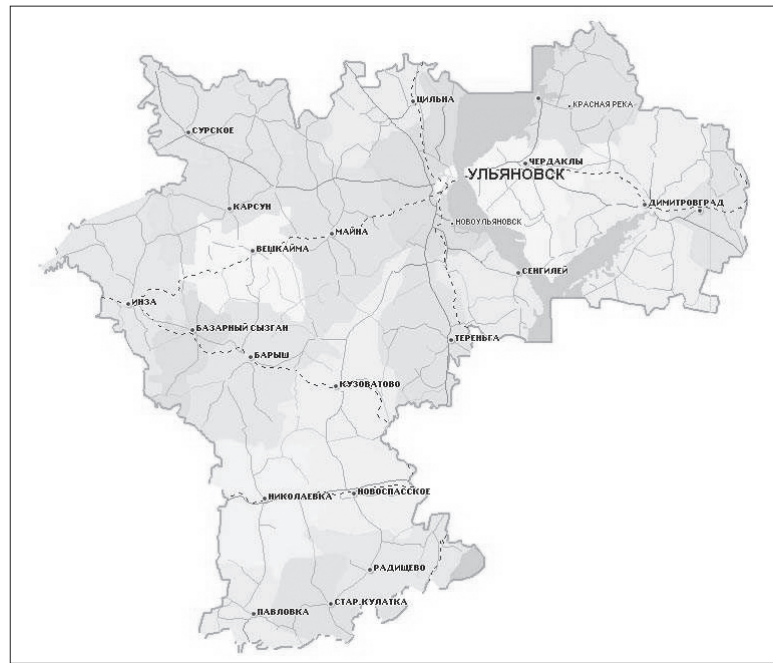 ЦИЛЬНА
КРАСНАЯ РЕКА
СУРСКОЕ
ЧЕРДАКЛЫ
УЛЬЯНОВСК
ДИМИТРОВГРАД
КАРСУН
НОВОУЛЬЯНОВСК
МАЙНА
ВЕШКАЙМА
СЕНГИЛЕЙ
ИНЗА
БАЗАРНЫЙ СЫЗГАН
ТЕРЕНЬГА
БАРЫШ
КУЗОВАТОВО
НИКОЛАЕВКА
НОВОСПАССКОЕ
РАДИЩЕВО
СТАР. КУЛАТКА
ПАВЛОВКА